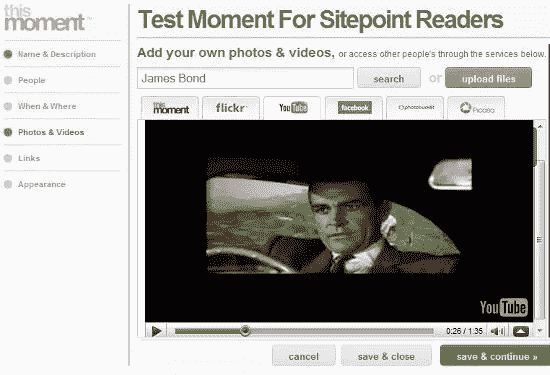 this
moment™
Name & Description
People
When & Where
Photos & Videos
Links
Appearance
Test Moment For Sitepoint Readers
Add your own photos & videos, or access other people's through the services below.
James Bond
search
or
upload files
this
moment
flickr
YouTube
facebook
photobucket
Picasa
YouTube
0:26 / 1:35
cancel
save & close
save & continue »